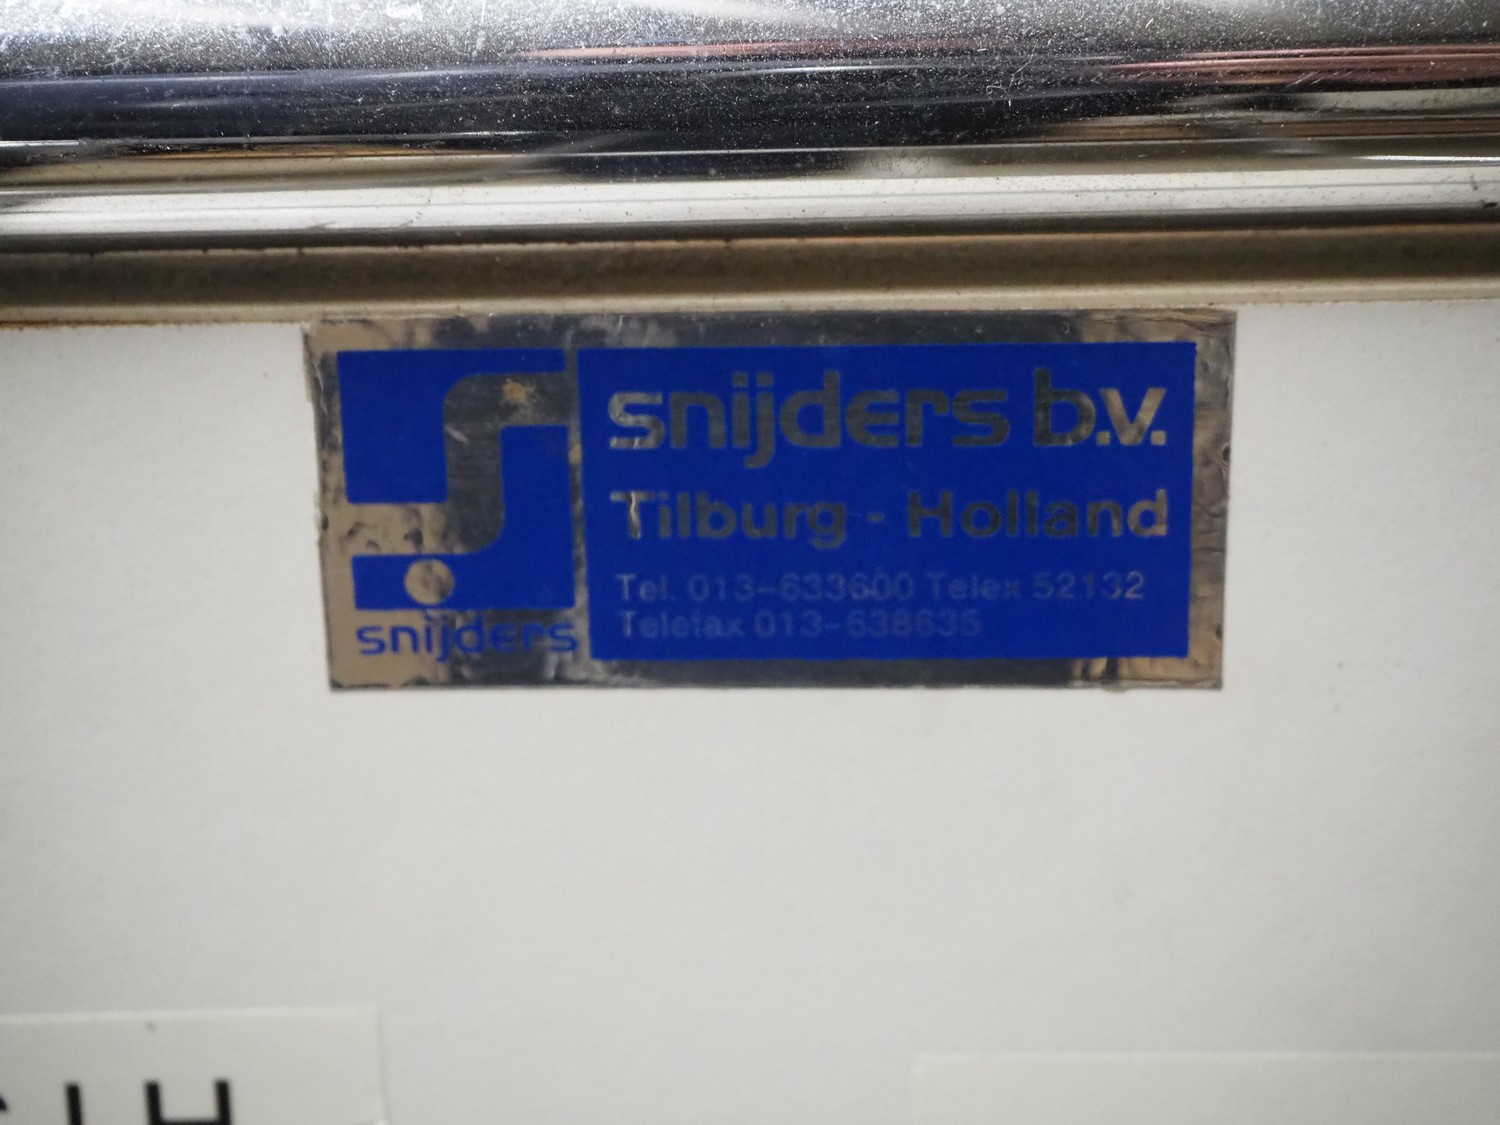 snijders b.v.
Tilburg - Holland
Tel. 013-633600 Telex 52132
Telefax 013-638635
snijders